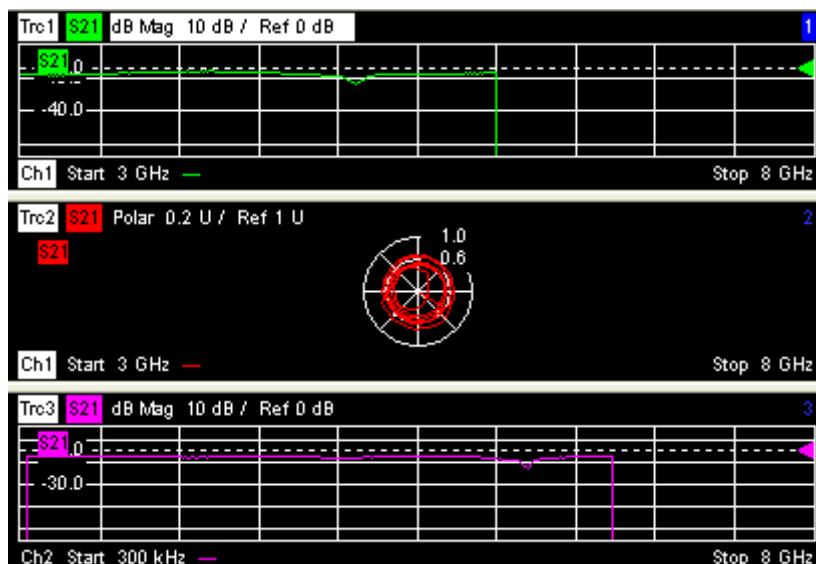 Trc1 S21 dB Mag 10 dB / Ref 0 dB 1
S21 .0
-40.0
Ch1 Start 3 GHz — Stop 8 GHz
Trc2 S21 Polar 0.2 U / Ref 1 U 2
S21
1.0
0.6
Ch1 Start 3 GHz — Stop 8 GHz
Trc3 S21 dB Mag 10 dB / Ref 0 dB 3
S21 .0
-30.0
Ch2 Start 300 kHz — Stop 8 GHz